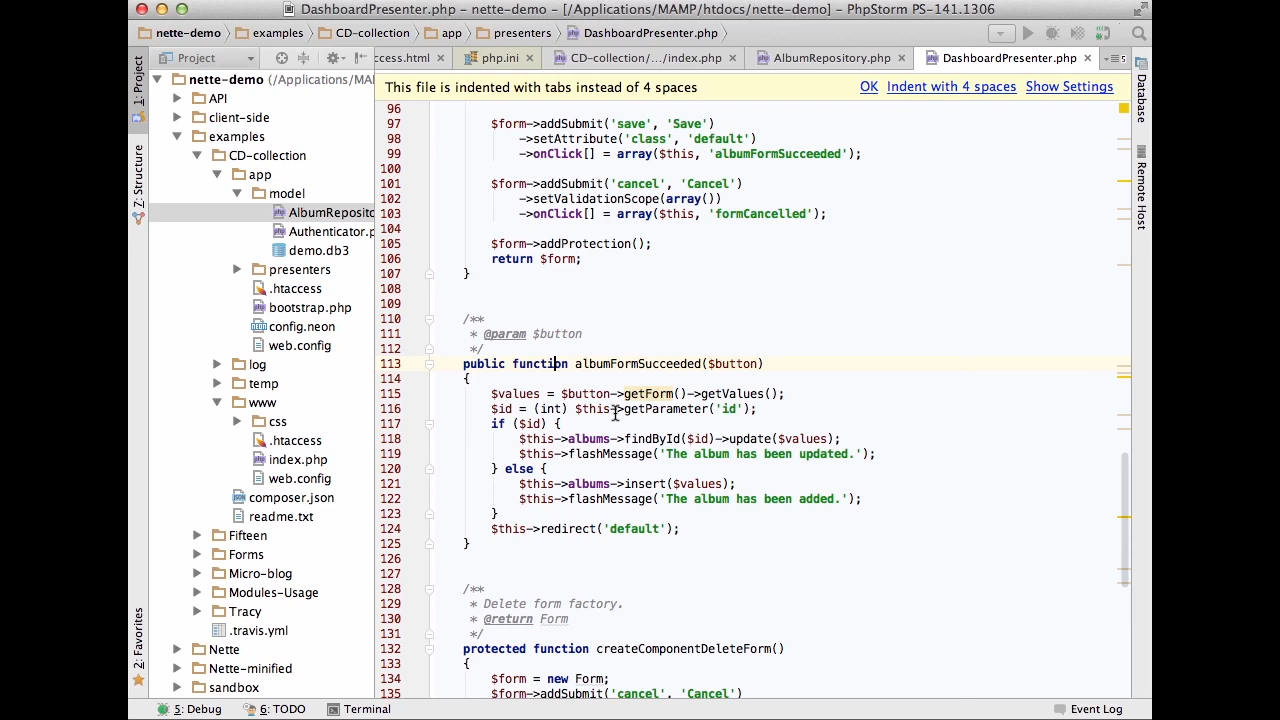 DashboardPresenter.php - nette-demo - [/Applications/MAMP/htdocs/nette-demo] - PhpStorm PS-141.1306
nette-demo examples CD-collection app presenters DashboardPresenter.php
Project
ccess.html php.ini CD-collection/.../index.php AlbumRepository.php DashboardPresenter.php 5
This file is indented with tabs instead of 4 spaces OK Indent with 4 spaces Show Settings
1: Project
Z: Structure
2: Favorites
nette-demo (/Applications/MA
API
client-side
examples
CD-collection
app
model
AlbumReposito
Authenticator.p
demo.db3
presenters
.htaccess
bootstrap.php
config.neon
web.config
log
temp
www
css
.htaccess
index.php
web.config
composer.json
readme.txt
Fifteen
Forms
Micro-blog
Modules-Usage
Tracy
.travis.yml
Nette
Nette-minified
sandbox
96
97 $form->addSubmit('save', 'Save')
98 ->setAttribute('class', 'default')
99 ->onClick[] = array($this, 'albumFormSucceeded');
100
101 $form->addSubmit('cancel', 'Cancel')
102 ->setValidationScope(array())
103 ->onClick[] = array($this, 'formCancelled');
104
105 $form->addProtection();
106 return $form;
107 }
108
109
110 /**
111 * @param $button
112 */
113 public function albumFormSucceeded($button)
114 {
115 $values = $button->getForm()->getValues();
116 $id = (int) $this->getParameter('id');
117 if ($id) {
118 $this->albums->findById($id)->update($values);
119 $this->flashMessage('The album has been updated.');
120 } else {
121 $this->albums->insert($values);
122 $this->flashMessage('The album has been added.');
123 }
124 $this->redirect('default');
125 }
126
127
128 /**
129 * Delete form factory.
130 * @return Form
131 */
132 protected function createComponentDeleteForm()
133 {
134 $form = new Form;
135 $form->addSubmit('cancel', 'Cancel')
Database
Remote Host
5: Debug 6: TODO Terminal Event Log